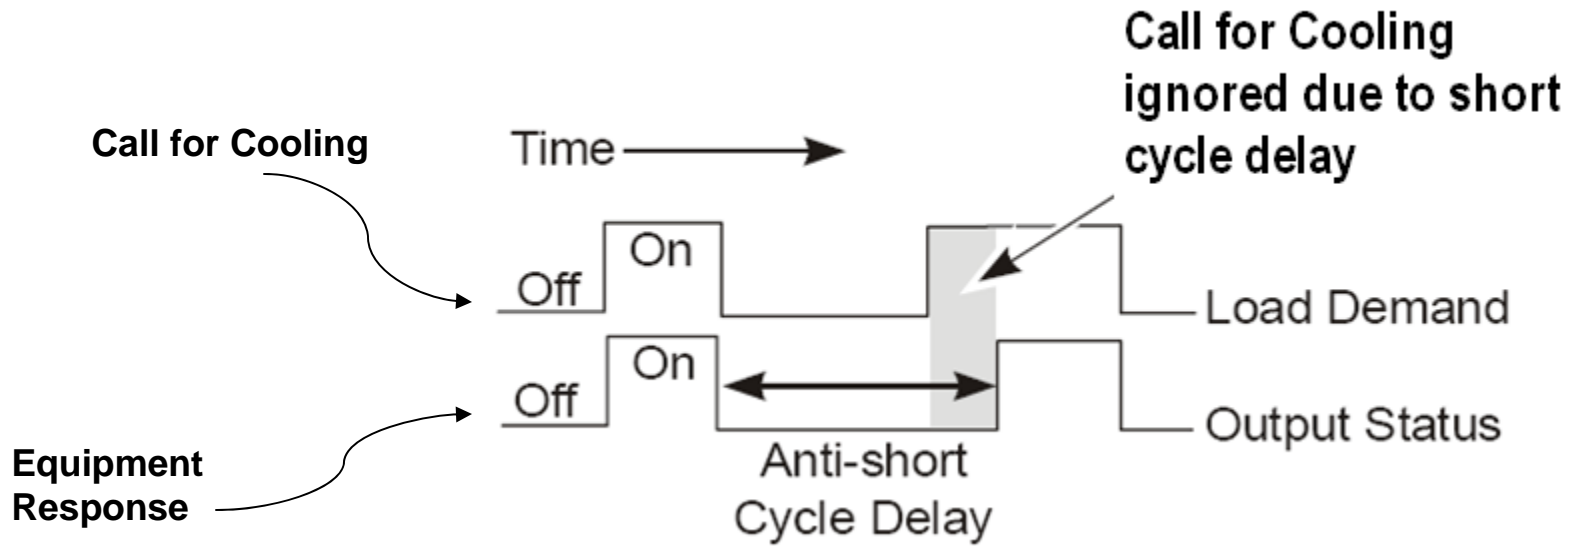 Call for Cooling
ignored due to short
cycle delay
Call for Cooling
Time
On
Off
Load Demand
On
Off
Output Status
Anti-short
Cycle Delay
Equipment
Response